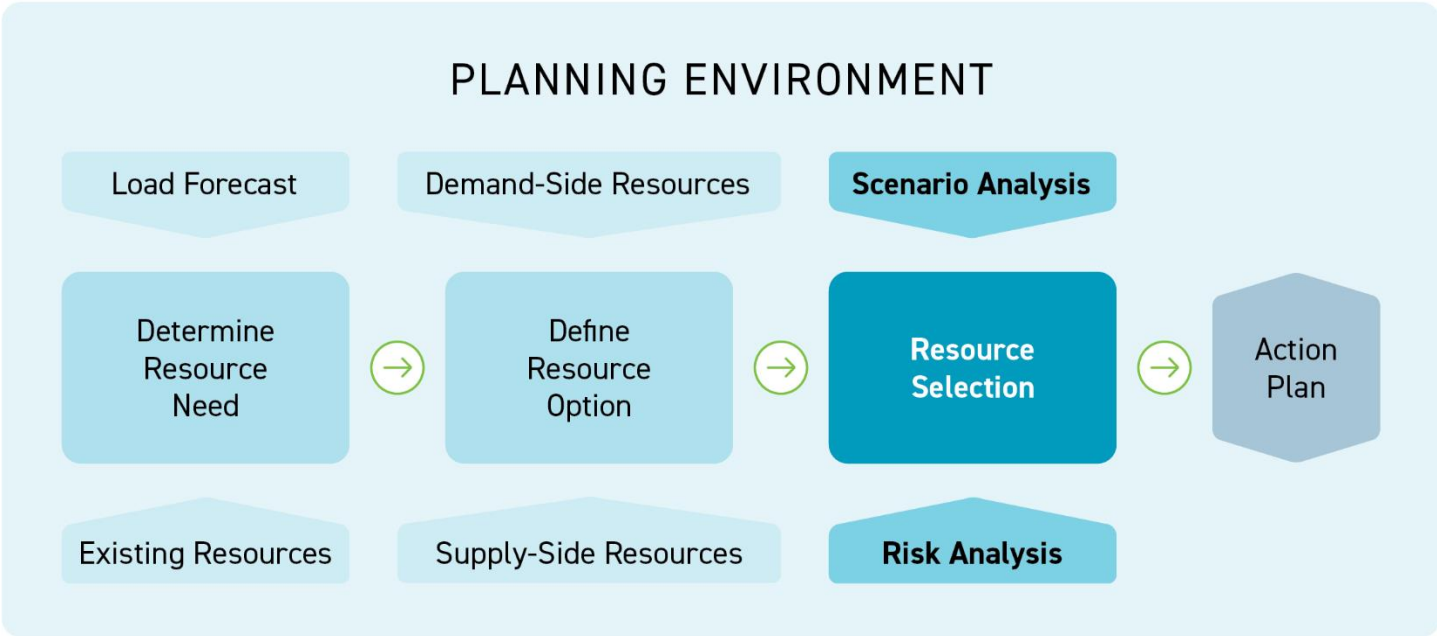 PLANNING ENVIRONMENT
Load Forecast
Demand-Side Resources
Scenario Analysis
Determine
Resource
Need
Define
Resource
Option
Resource
Selection
Action
Plan
Existing Resources
Supply-Side Resources
Risk Analysis